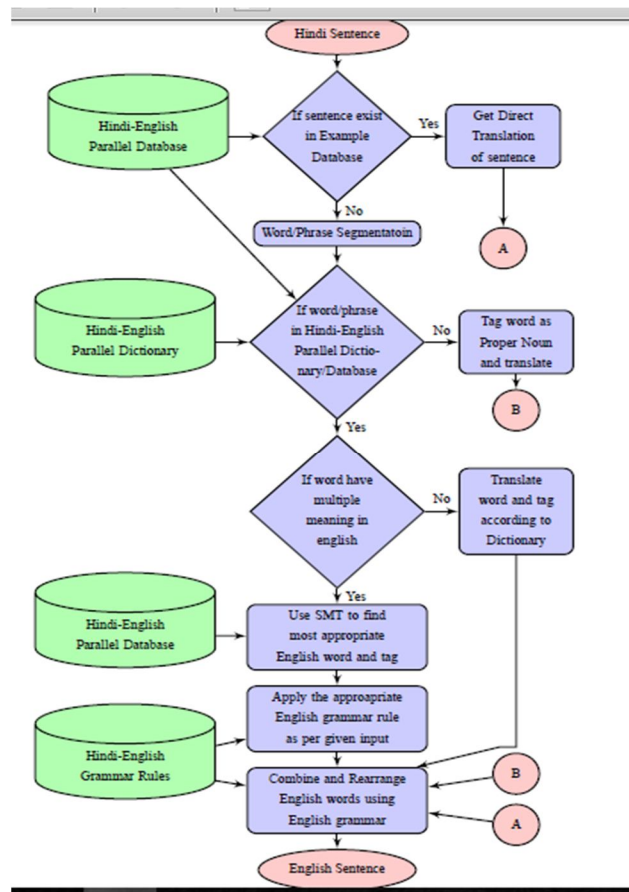 Hindi Sentence
Hindi-English
Parallel Database
If sentence exist
in Example
Database
Yes
Get Direct
Translation
of sentence
No
A
Word/Phrase Segmentatoin
Hindi-English
Parallel Dictionary
If word/phrase
in Hindi-English
Parallel Dictio-
nary/Database
No
Tag word as
Proper Noun
and translate
B
Yes
If word have
multiple
meaning in
english
No
Translate
word and tag
according to
Dictionary
Yes
Hindi-English
Parallel Database
Use SMT to find
most appropriate
English word and tag
Apply the approapriate
English grammar rule
as per given input
Hindi-English
Grammar Rules
Combine and Rearrange
English words using
English grammar
B
A
English Sentence